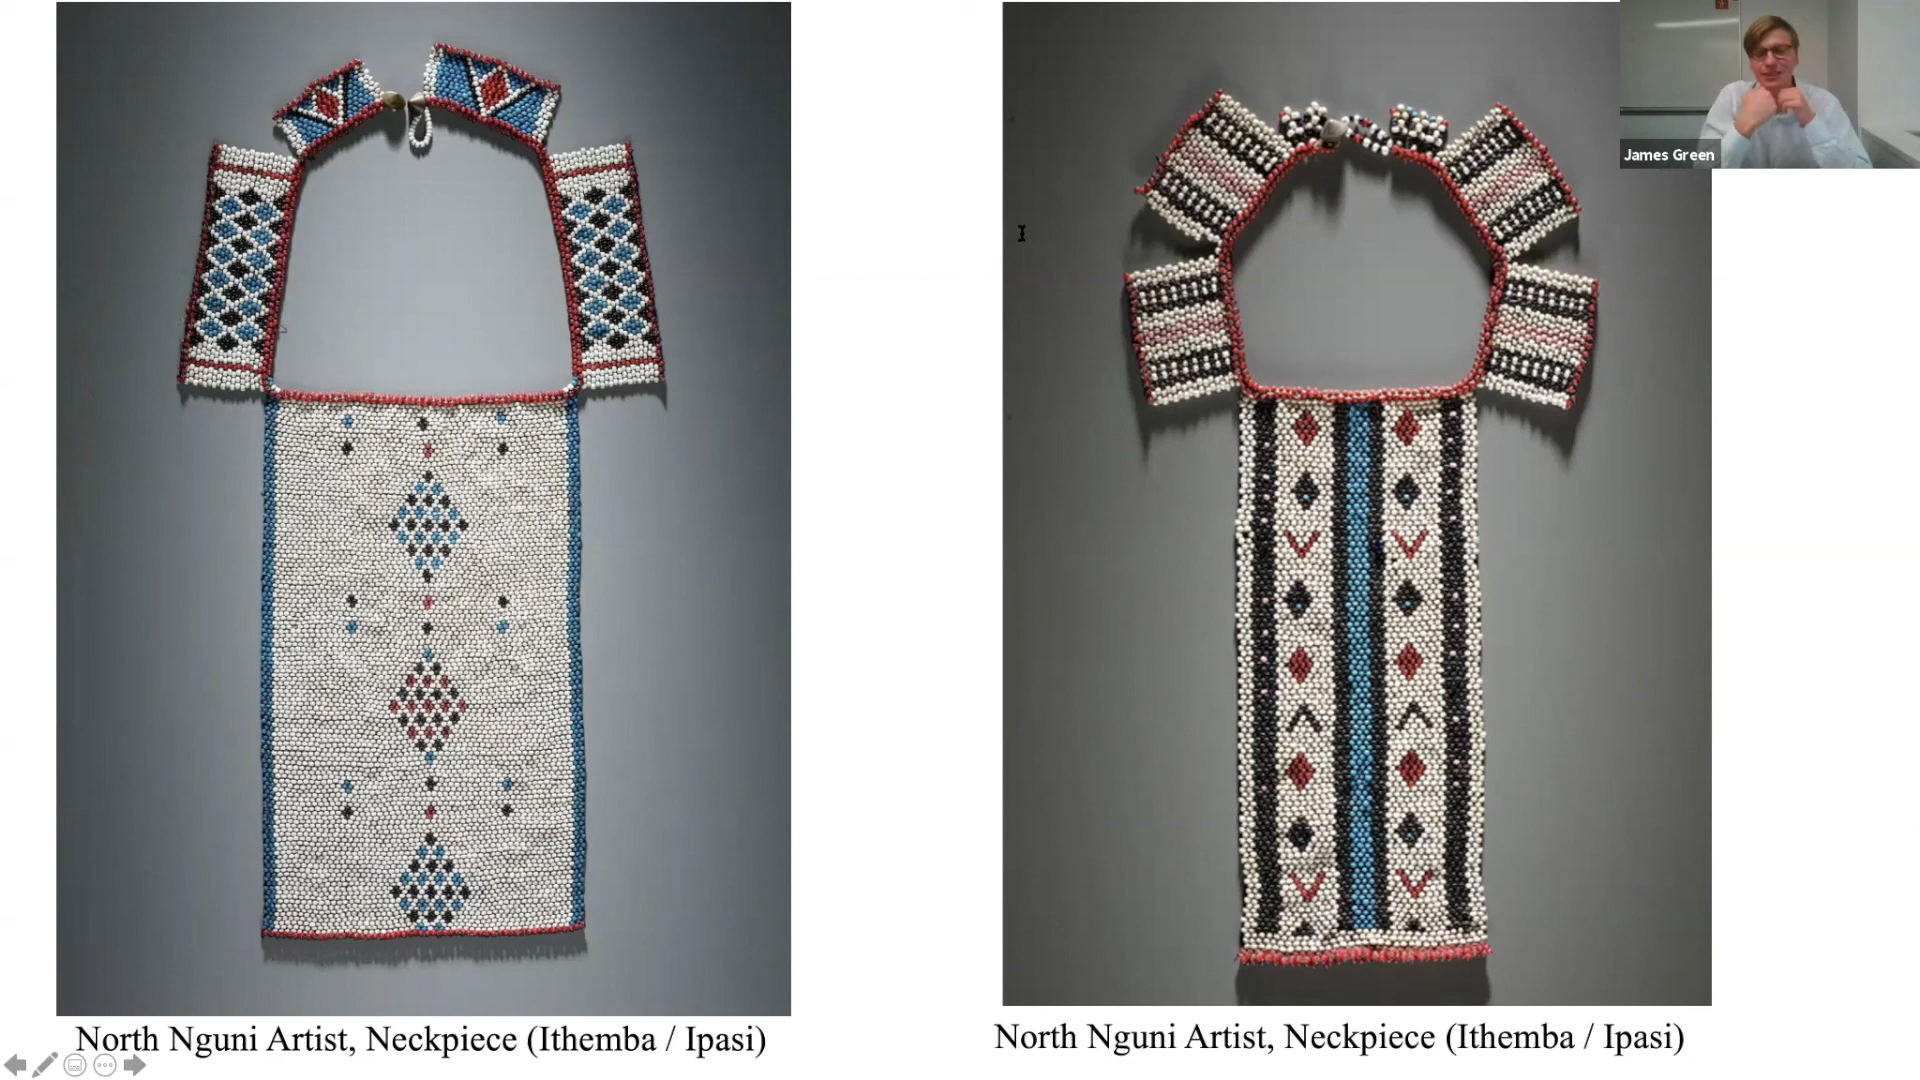 James Green
North Nguni Artist, Neckpiece (Ithemba / Ipasi)
North Nguni Artist, Neckpiece (Ithemba / Ipasi)